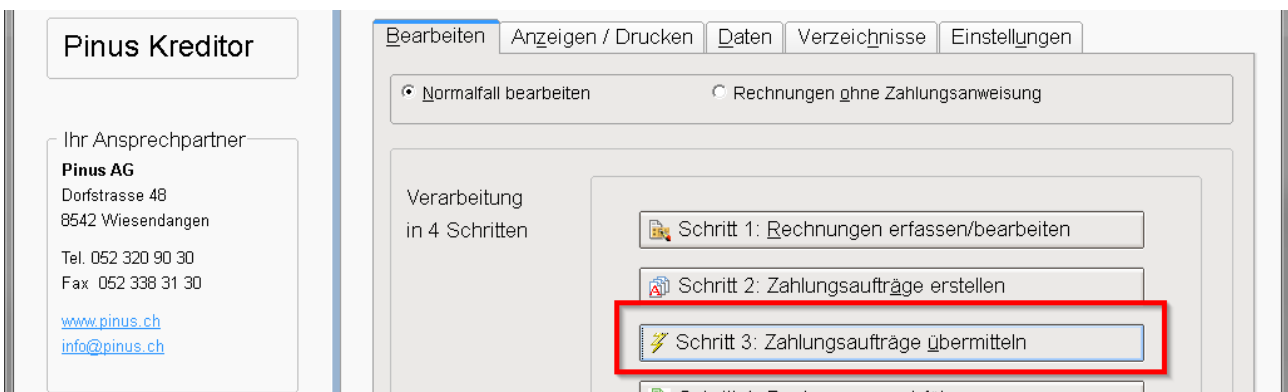 Pinus Kreditor
Ihr Ansprechpartner
Pinus AG
Dorfstrasse 48
8542 Wiesendangen
Tel. 052 320 90 30
Fax 052 338 31 30
www.pinus.ch
info@pinus.ch
Bearbeiten
Anzeigen / Drucken
Daten
Verzeichnisse
Einstellungen
Normalfall bearbeiten
Rechnungen ohne Zahlungsanweisung
Verarbeitung
in 4 Schritten
Schritt 1: Rechnungen erfassen/bearbeiten
Schritt 2: Zahlungsaufträge erstellen
Schritt 3: Zahlungsaufträge übermitteln